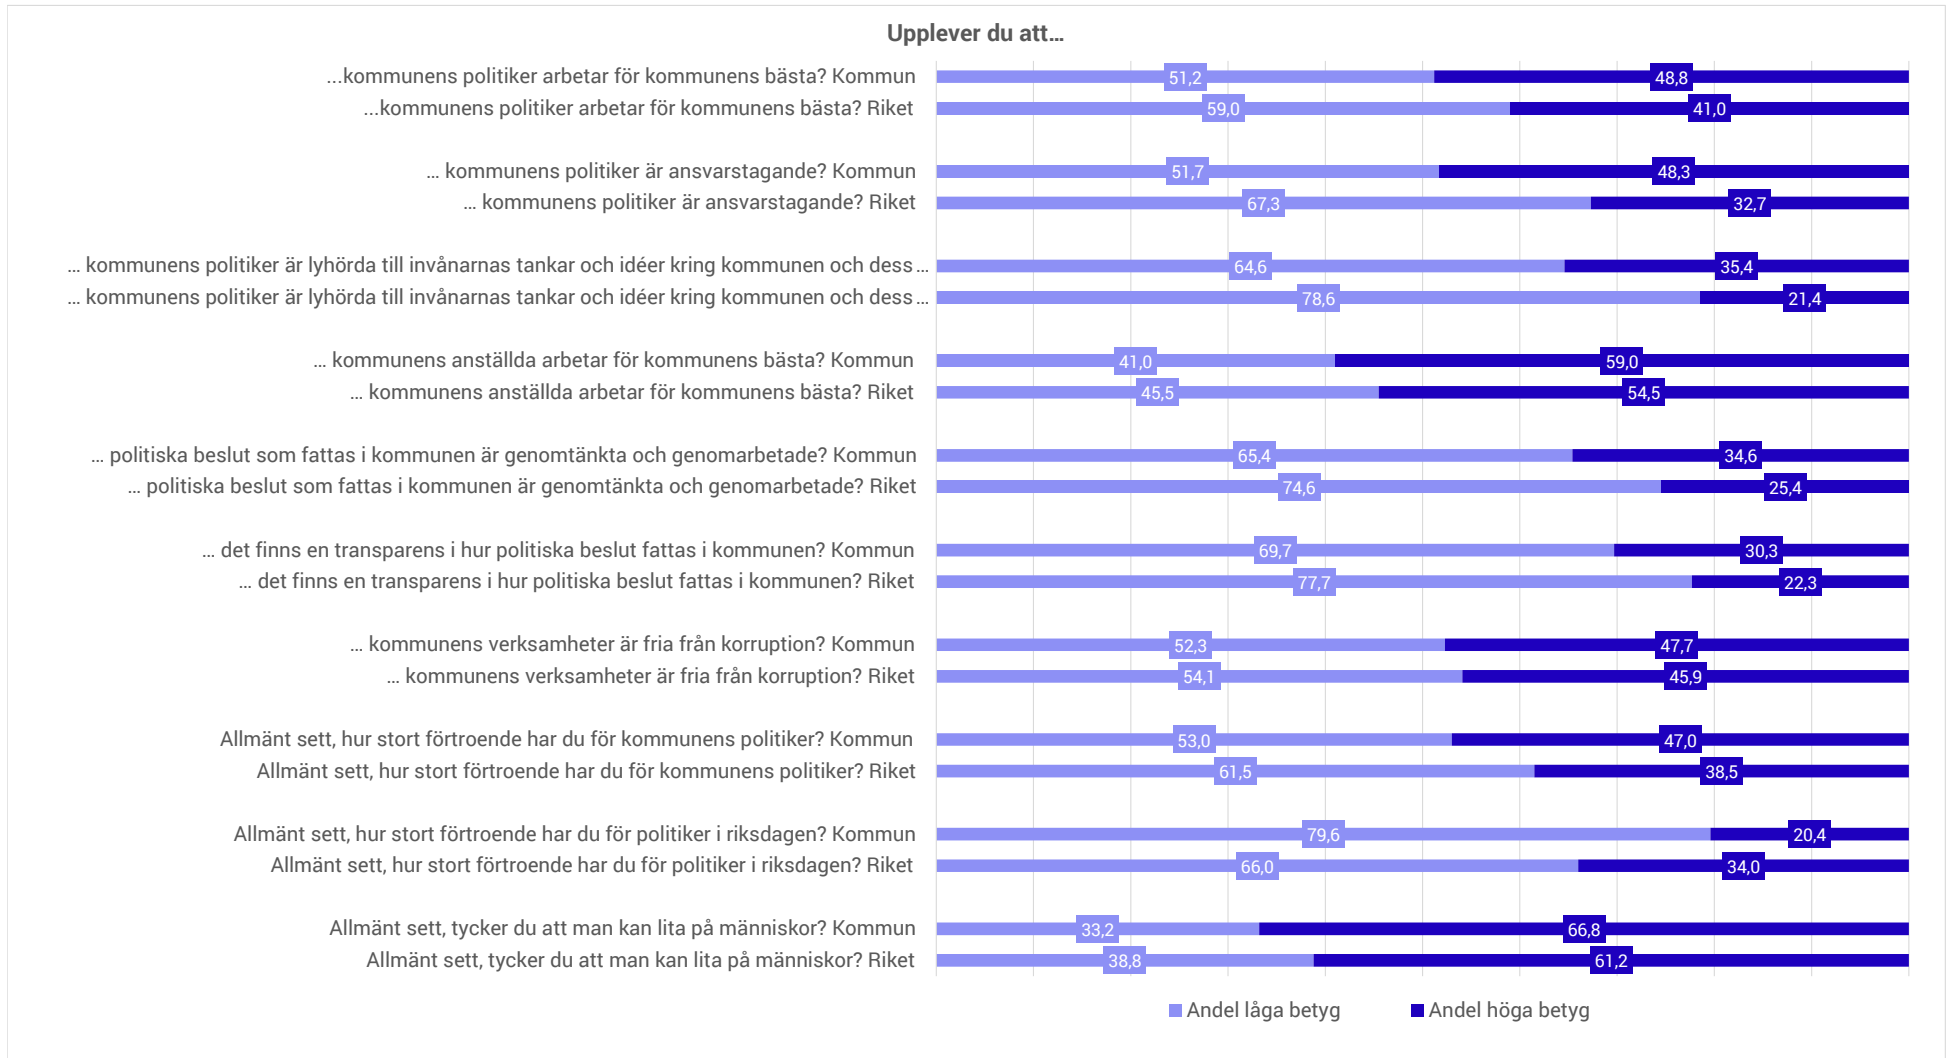 Upplever du att…
...kommunens politiker arbetar för kommunens bästa? Kommun 51,2 48,8
...kommunens politiker arbetar för kommunens bästa? Riket 59,0 41,0
… kommunens politiker är ansvarstagande? Kommun 51,7 48,3
… kommunens politiker är ansvarstagande? Riket 67,3 32,7
… kommunens politiker är lyhörda till invånarnas tankar och idéer kring kommunen och dess … 64,6 35,4
… kommunens politiker är lyhörda till invånarnas tankar och idéer kring kommunen och dess … 78,6 21,4
… kommunens anställda arbetar för kommunens bästa? Kommun 41,0 59,0
… kommunens anställda arbetar för kommunens bästa? Riket 45,5 54,5
… politiska beslut som fattas i kommunen är genomtänkta och genomarbetade? Kommun 65,4 34,6
… politiska beslut som fattas i kommunen är genomtänkta och genomarbetade? Riket 74,6 25,4
… det finns en transparens i hur politiska beslut fattas i kommunen? Kommun 69,7 30,3
… det finns en transparens i hur politiska beslut fattas i kommunen? Riket 77,7 22,3
… kommunens verksamheter är fria från korruption? Kommun 52,3 47,7
… kommunens verksamheter är fria från korruption? Riket 54,1 45,9
Allmänt sett, hur stort förtroende har du för kommunens politiker? Kommun 53,0 47,0
Allmänt sett, hur stort förtroende har du för kommunens politiker? Riket 61,5 38,5
Allmänt sett, hur stort förtroende har du för politiker i riksdagen? Kommun 79,6 20,4
Allmänt sett, hur stort förtroende har du för politiker i riksdagen? Riket 66,0 34,0
Allmänt sett, tycker du att man kan lita på människor? Kommun 33,2 66,8
Allmänt sett, tycker du att man kan lita på människor? Riket 38,8 61,2
Andel låga betyg Andel höga betyg